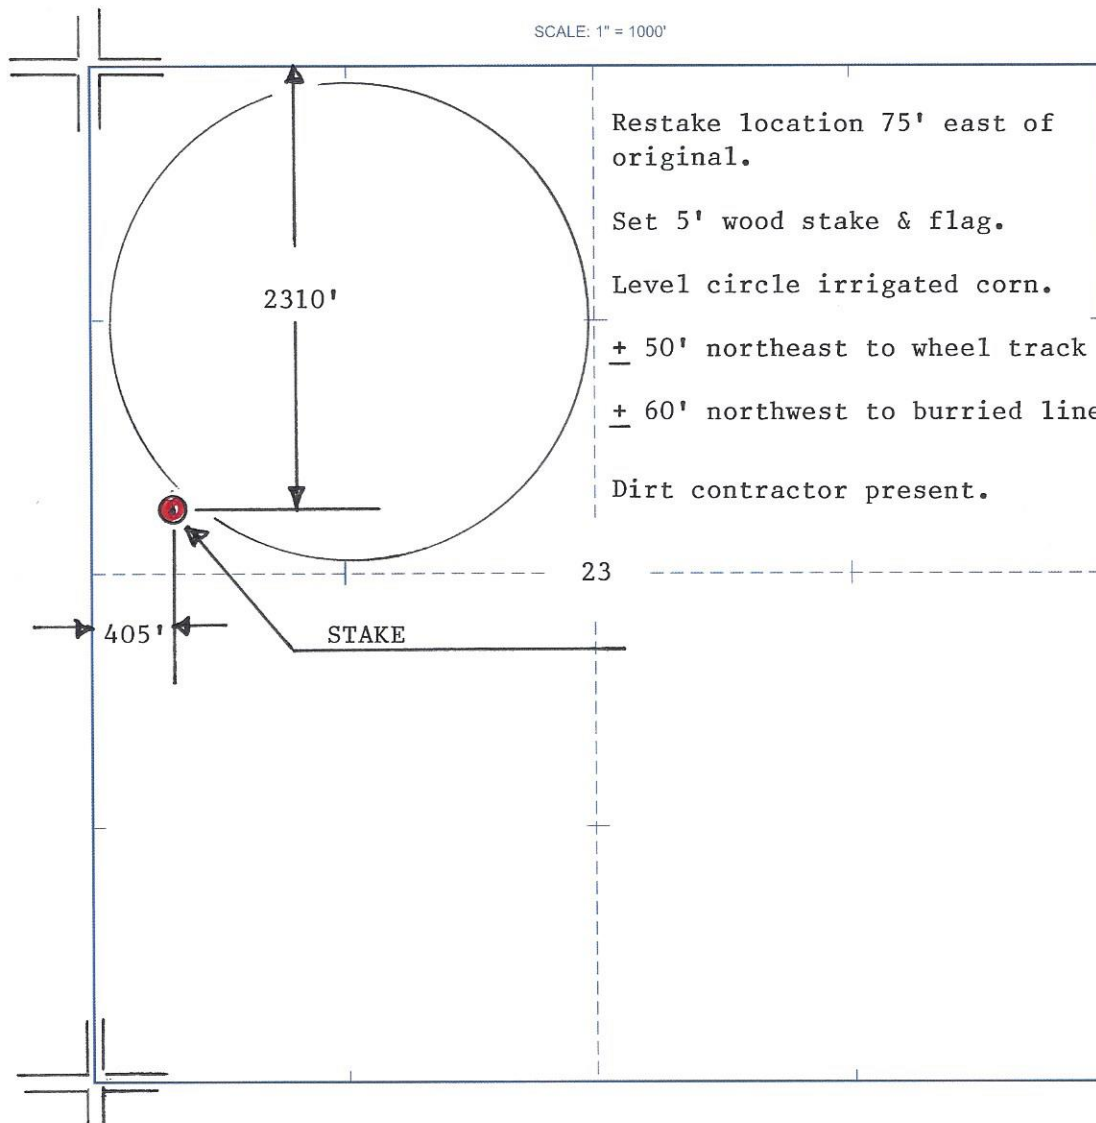 SCALE: 1" = 1000'
Restake location 75' east of
original.
Set 5' wood stake & flag.
2310'
Level circle irrigated corn.
± 50' northeast to wheel track
± 60' northwest to burried line
Dirt contractor present.
23
405'
STAKE